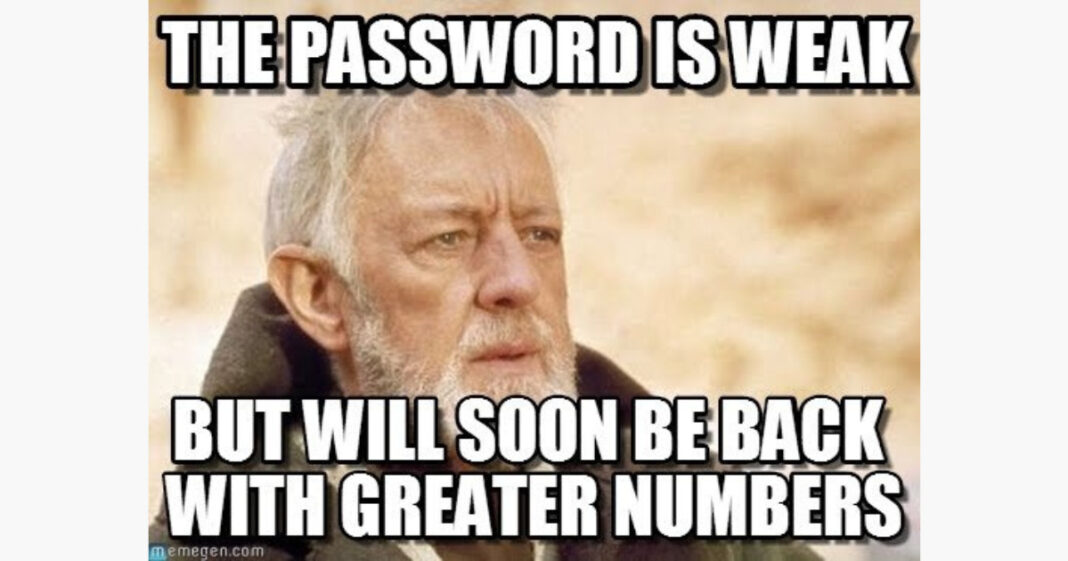 THE PASSWORD IS WEAK
BUT WILL SOON BE BACK
WITH GREATER NUMBERS
memegen.com